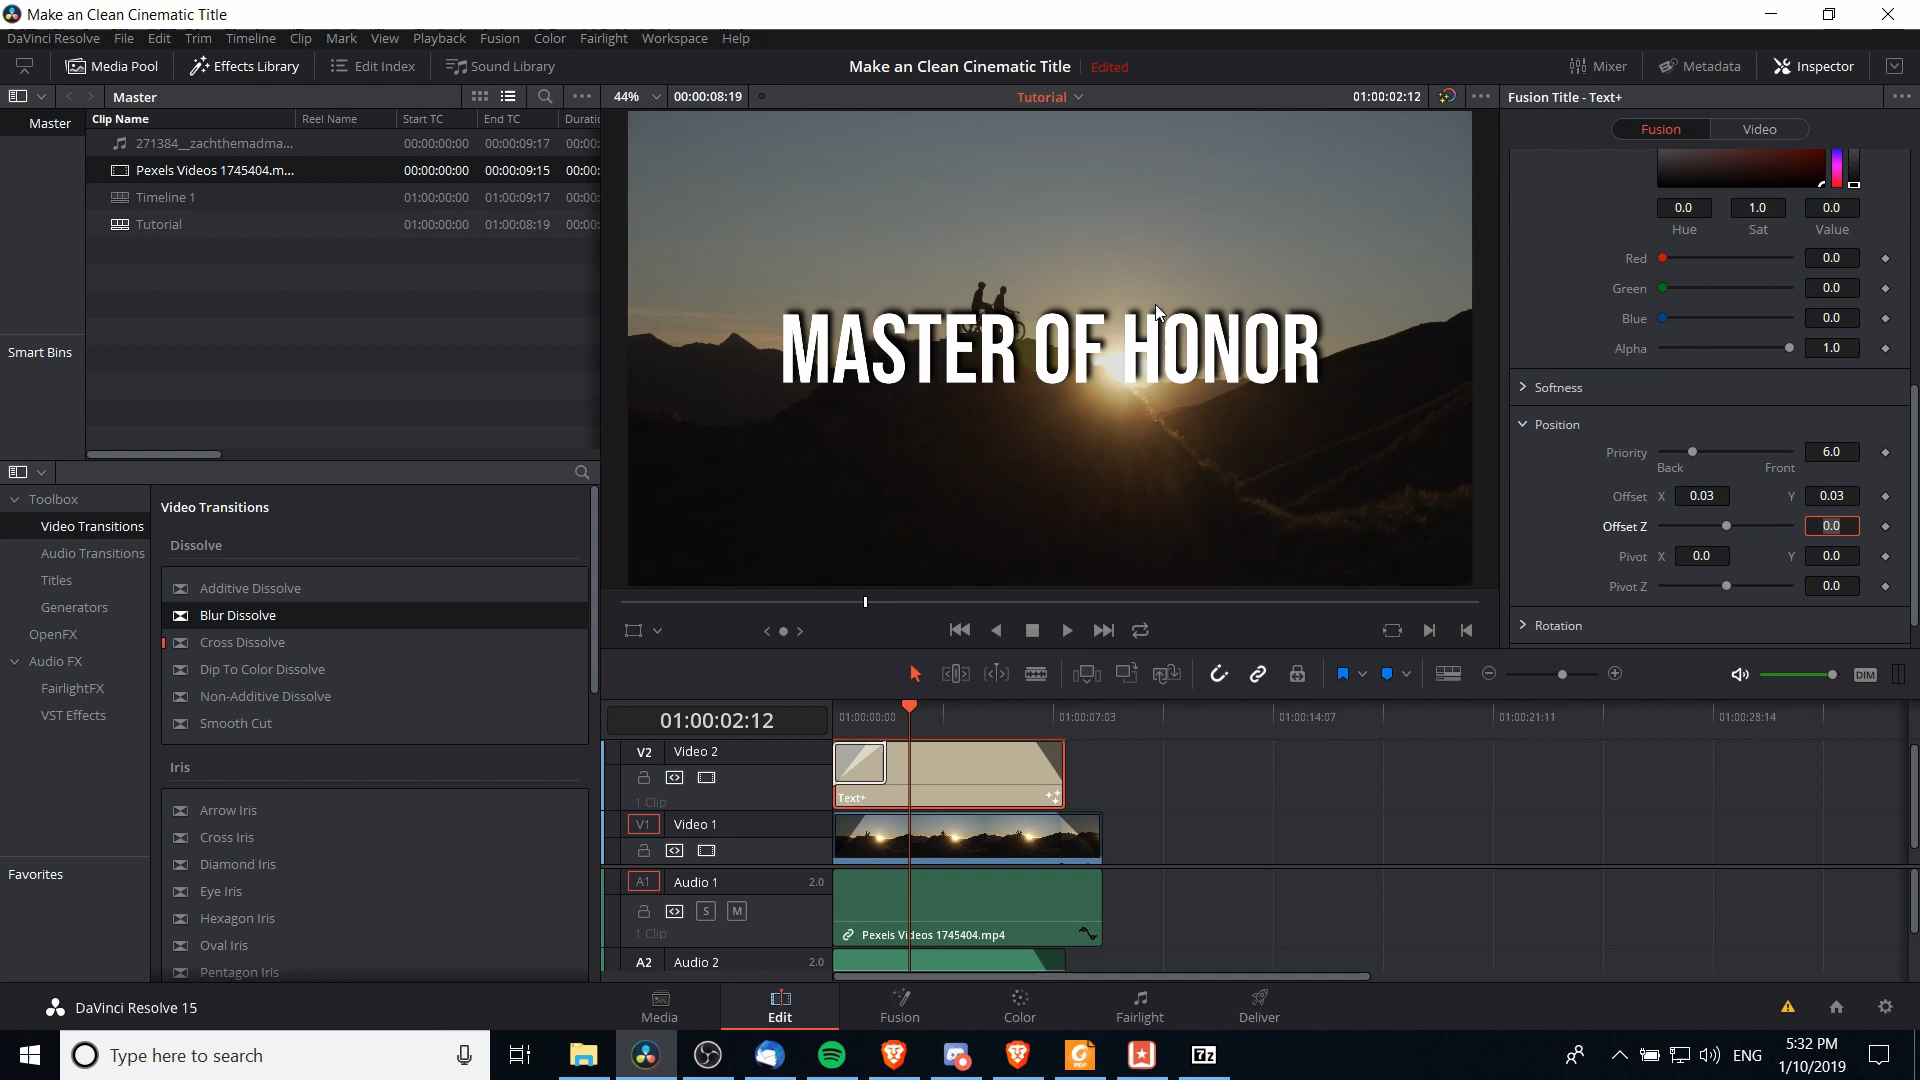 Make an Clean Cinematic Title
DaVinci Resolve File Edit Trim Timeline Clip Mark View Playback Fusion Color Fairlight Workspace Help
Media Pool Effects Library Edit Index Sound Library Make an Clean Cinematic Title Edited Mixer Metadata Inspector
Master 44% 00:00:08:19 Tutorial 01:00:02:12 Fusion Title - Text+
Master
Clip Name Reel Name Start TC End TC Duratic
271384__zachthemadma... 00:00:00:00 00:00:09:17 00:00:
Pexels Videos 1745404.m... 00:00:00:00 00:00:09:15 00:00:
Timeline 1 01:00:00:00 01:00:09:17 00:00:
Tutorial 01:00:00:00 01:00:08:19 00:00:
Smart Bins
MASTER OF HONOR
Fusion Video
0.0 1.0 0.0
Hue Sat Value
Red 0.0
Green 0.0
Blue 0.0
Alpha 1.0
Softness
Position
Priority 6.0
Back Front
Offset X 0.03 Y 0.03
Offset Z 0.0
Pivot X 0.0 Y 0.0
Pivot Z 0.0
Rotation
Toolbox
Video Transitions
Audio Transitions
Titles
Generators
OpenFX
Audio FX
FairlightFX
VST Effects
Favorites
Video Transitions
Dissolve
Additive Dissolve
Blur Dissolve
Cross Dissolve
Dip To Color Dissolve
Non-Additive Dissolve
Smooth Cut
Iris
Arrow Iris
Cross Iris
Diamond Iris
Eye Iris
Hexagon Iris
Oval Iris
Pentagon Iris
DIM
01:00:02:12 01:00:00:00 01:00:07:03 01:00:14:07 01:00:21:11 01:00:28:14
V2 Video 2
1 Clip
Text+
V1 Video 1
A1 Audio 1 2.0
S M
1 Clip
Pexels Videos 1745404.mp4
A2 Audio 2 2.0
DaVinci Resolve 15
Media Edit Fusion Color Fairlight Deliver
Type here to search
PDF
7z
ENG
5:32 PM
1/10/2019